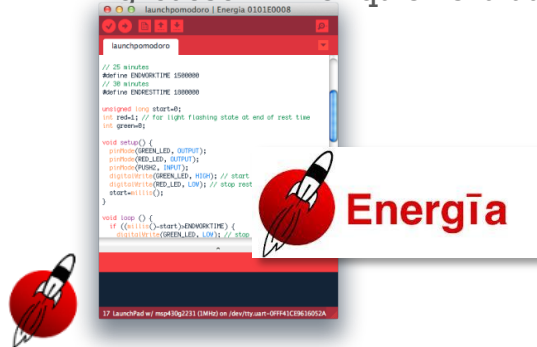 launchpomodoro | Energia 0101E0008
launchpomodoro
// 25 minutes
#define ENDWORKTIME 1500000
// 30 minutes
#define ENDRESTTIME 1800000
unsigned long start=0;
int red=1; // for light flashing state at end of rest time
int green=0;
void setup() {
pinMode(GREEN_LED, OUTPUT);
pinMode(RED_LED, OUTPUT);
pinMode(PUSH2, INPUT);
digitalWrite(GREEN_LED, HIGH); // start
digitalWrite(RED_LED, LOW); // stop rest
start=millis();
}
void loop () {
if ((millis()-start)>ENDWORKTIME) {
digitalWrite(GREEN_LED, LOW); // stop
Energīa
17 LaunchPad w/ msp430g2231 (1MHz) on /dev/tty.uart-0FFF41CE9616052A